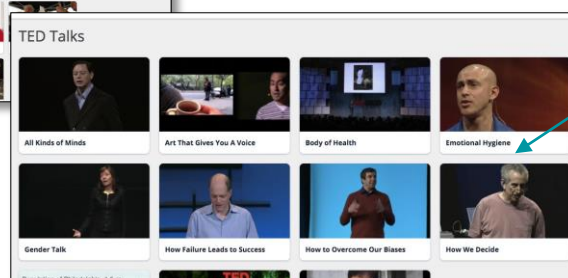 TED Talks
All Kinds of Minds
Art That Gives You A Voice
Body of Health
Emotional Hygiene
Gender Talk
How Failure Leads to Success
How to Overcome Our Biases
How We Decide
TED